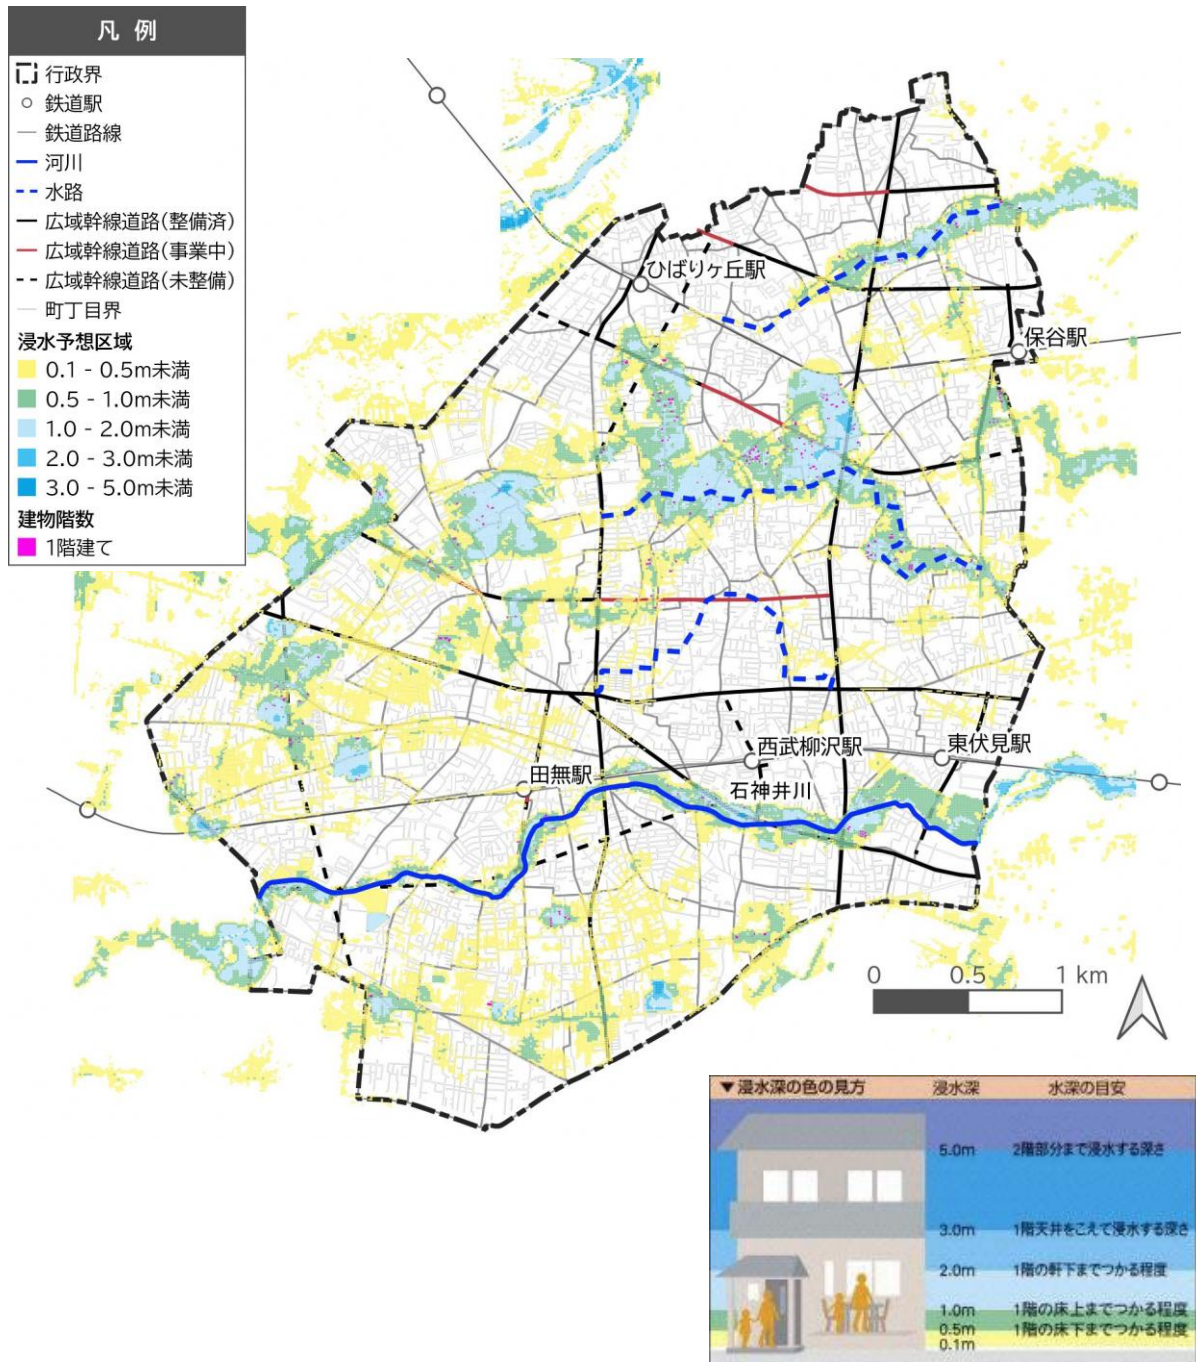 凡 例
行政界
鉄道駅
鉄道路線
河川
水路
広域幹線道路(整備済)
広域幹線道路(事業中)
広域幹線道路(未整備)
町丁目界
浸水予想区域
0.1 - 0.5m未満
0.5 - 1.0m未満
1.0 - 2.0m未満
2.0 - 3.0m未満
3.0 - 5.0m未満
建物階数
1階建て
ひばりヶ丘駅
保谷駅
西武柳沢駅
東伏見駅
田無駅
石神井川
0 0.5 1 km
▼浸水深の色の見方 浸水深 水深の目安
5.0m 2階部分まで浸水する深さ
3.0m 1階天井をこえて浸水する深さ
2.0m 1階の軒下までつかる程度
1.0m 1階の床上までつかる程度
0.5m 1階の床下までつかる程度
0.1m